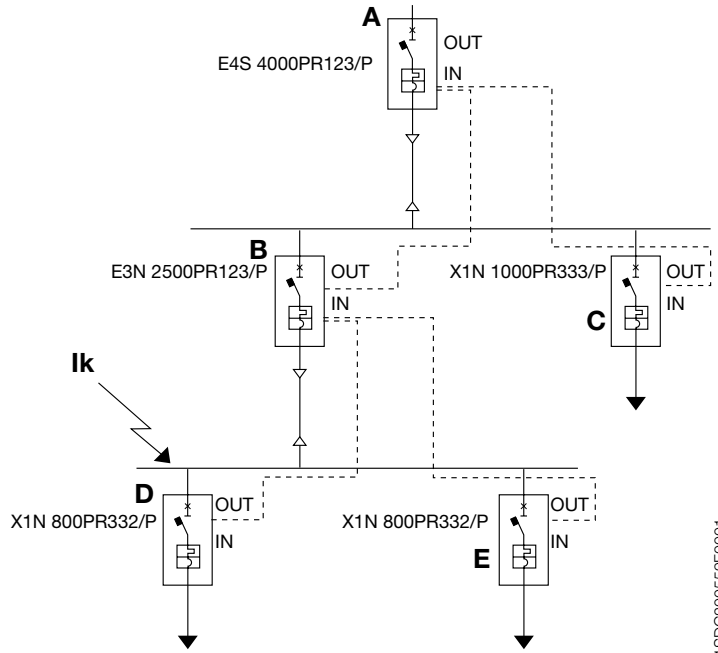 A
OUT
E4S 4000PR123/P
IN
B
E3N 2500PR123/P
OUT
IN
X1N 1000PR333/P
OUT
IN
C
Ik
D
OUT
X1N 800PR332/P
IN
X1N 800PR332/P
OUT
IN
E